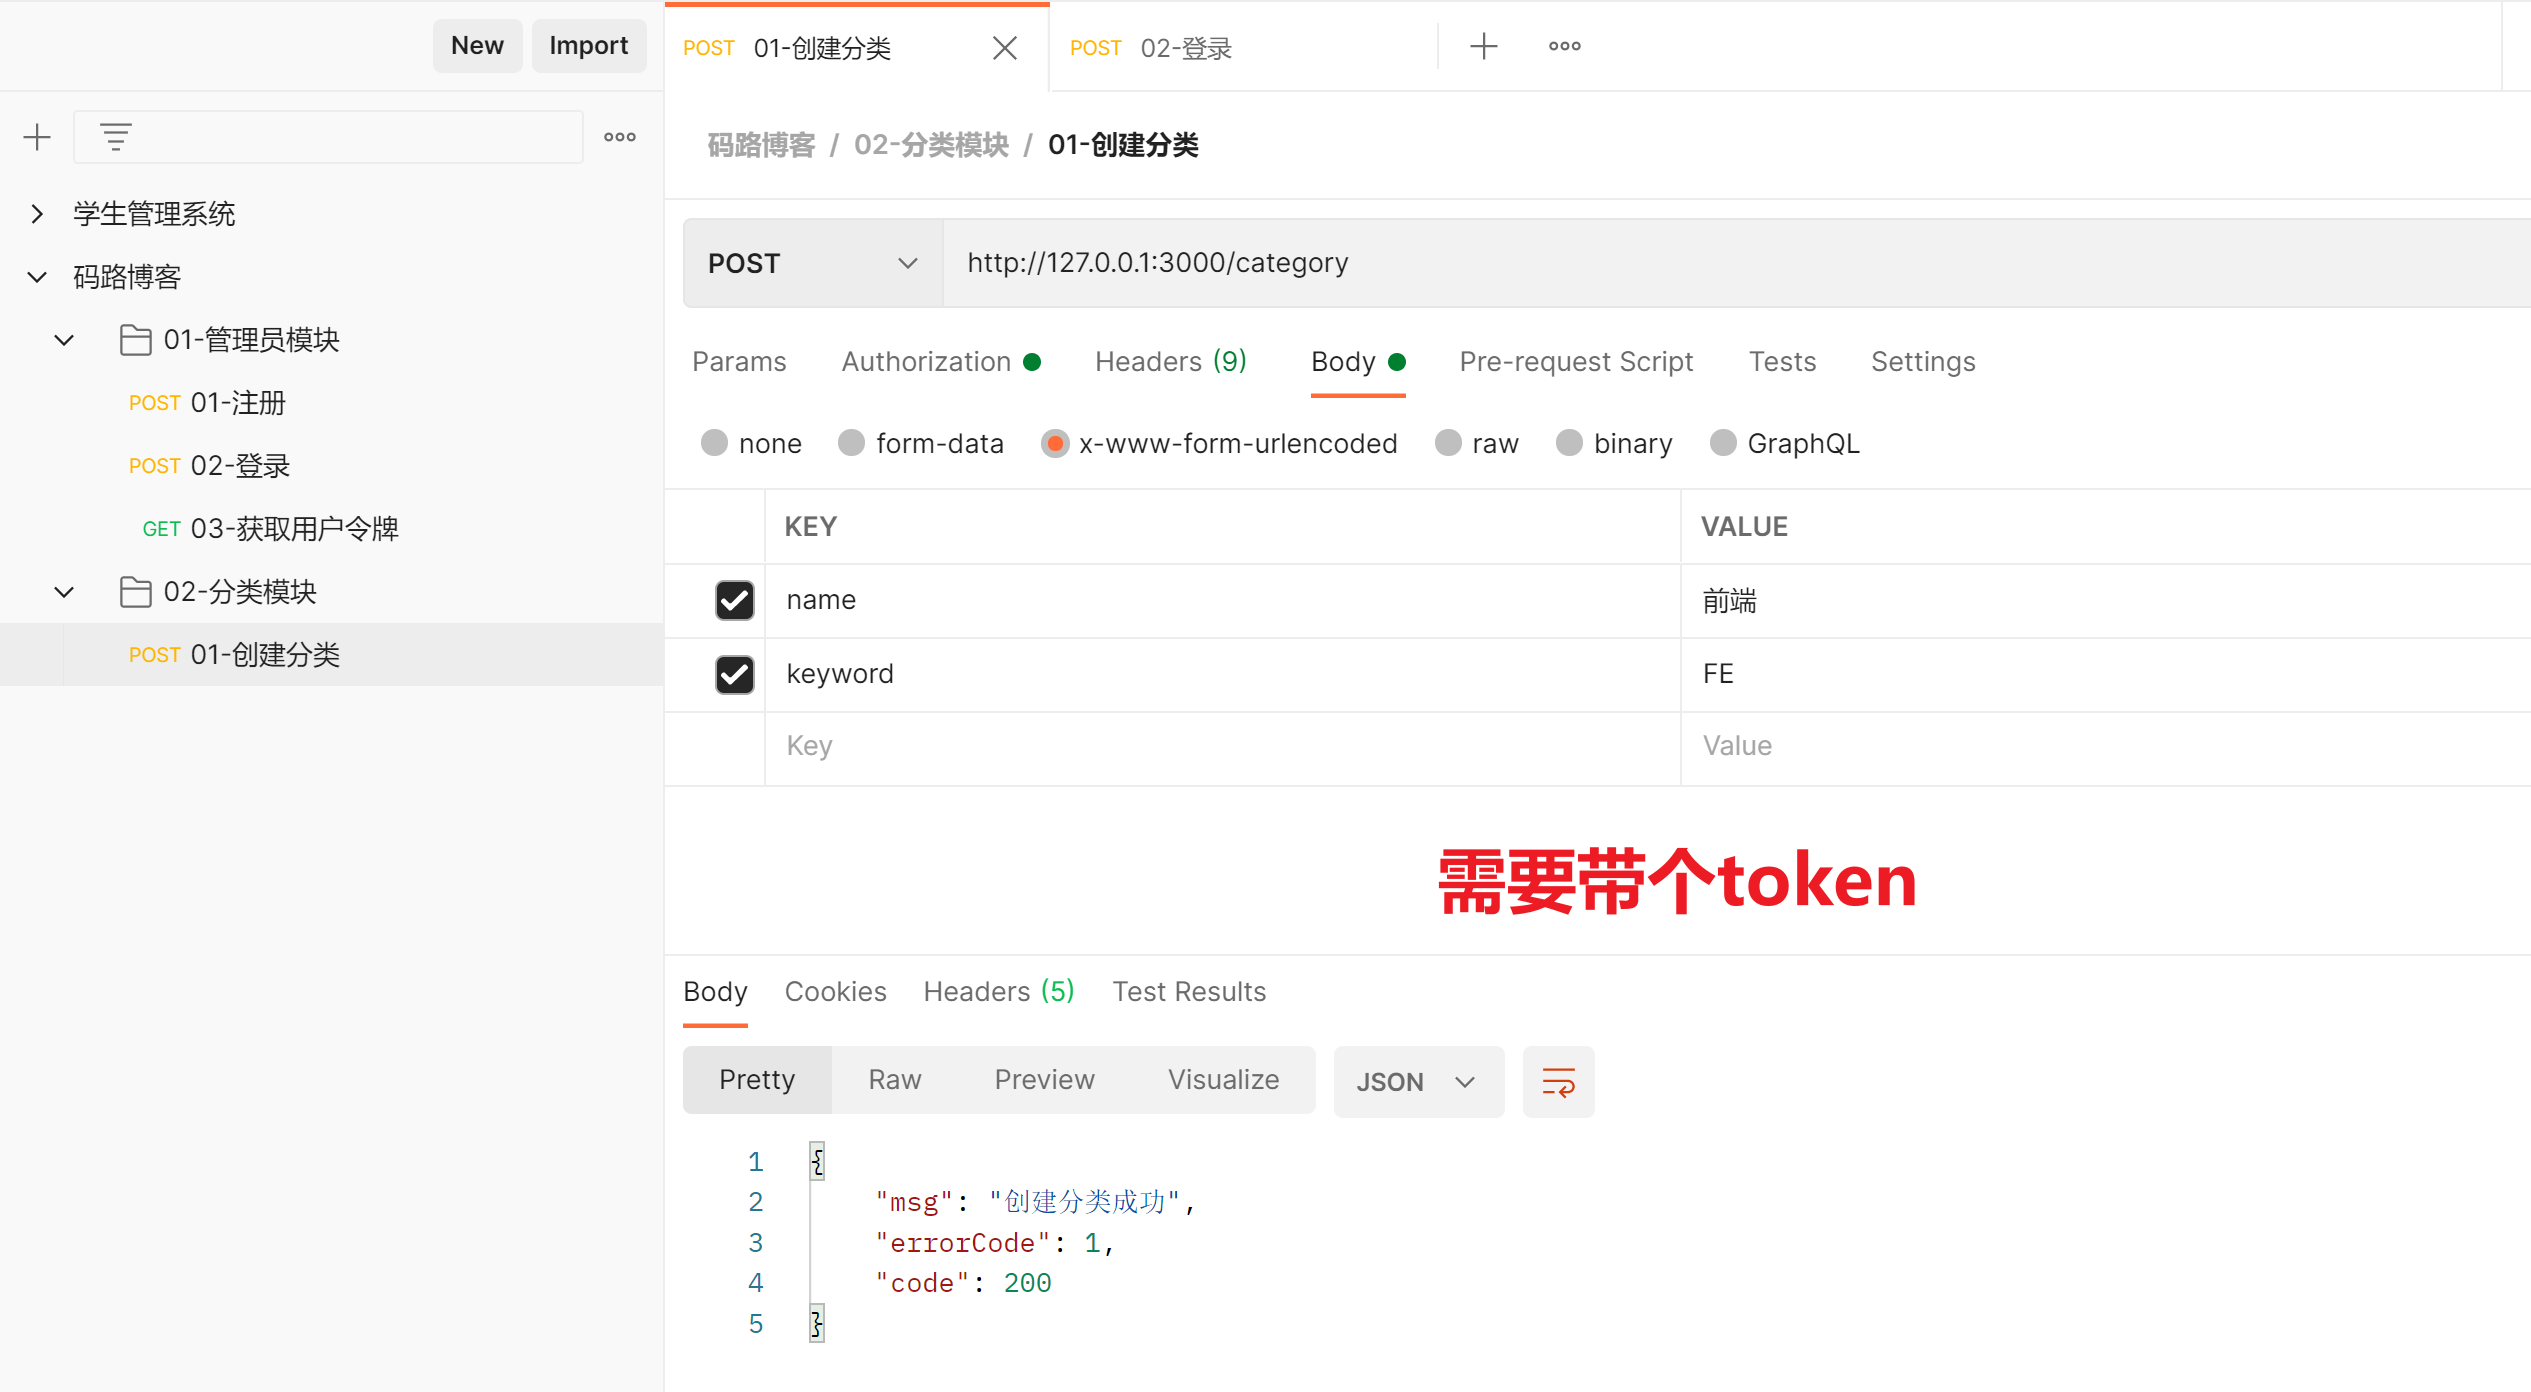 New Import
学生管理系统
码路博客
01-管理员模块
POST 01-注册
POST 02-登录
GET 03-获取用户令牌
02-分类模块
POST 01-创建分类
POST 01-创建分类
POST 02-登录
码路博客 / 02-分类模块 / 01-创建分类
POST http://127.0.0.1:3000/category
Params Authorization Headers (9) Body Pre-request Script Tests Settings
none form-data x-www-form-urlencoded raw binary GraphQL
KEY VALUE
name 前端
keyword FE
Key Value
需要带个token
Body Cookies Headers (5) Test Results
Pretty Raw Preview Visualize JSON
1 {
2 "msg": "创建分类成功",
3 "errorCode": 1,
4 "code": 200
5 }